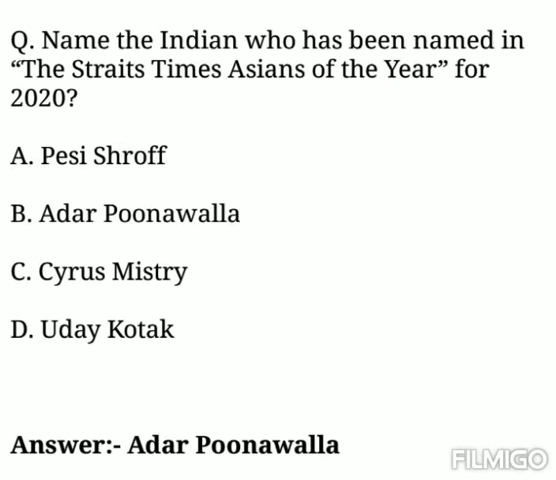 Q. Name the Indian who has been named in
“The Straits Times Asians of the Year” for
2020?
A. Pesi Shroff
B. Adar Poonawalla
C. Cyrus Mistry
D. Uday Kotak
Answer:- Adar Poonawalla
FILMIGO